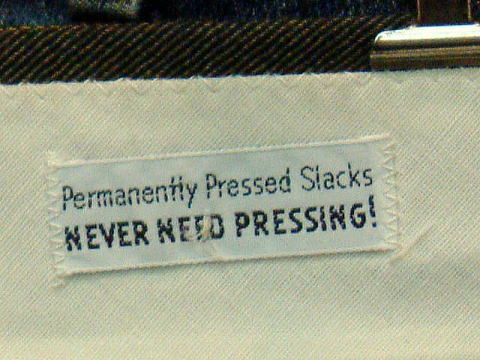 Permanently Pressed Slacks
NEVER NEED PRESSING!